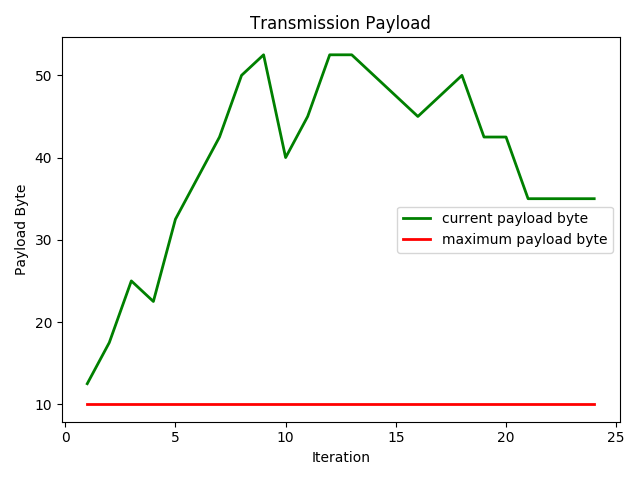 Transmission Payload
50
40
30
20
10
Payload Byte
current payload byte
maximum payload byte
0 5 10 15 20 25
Iteration